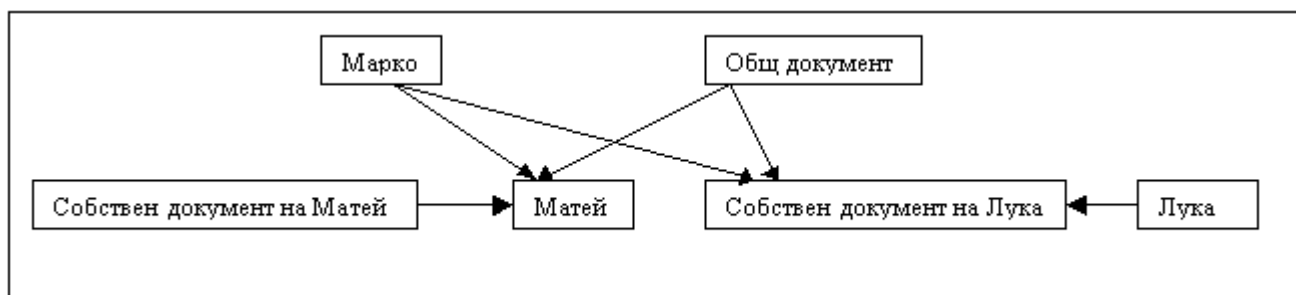 Марко
Общ документ
Собствен документ на Матей
Матей
Собствен документ на Лука
Лука